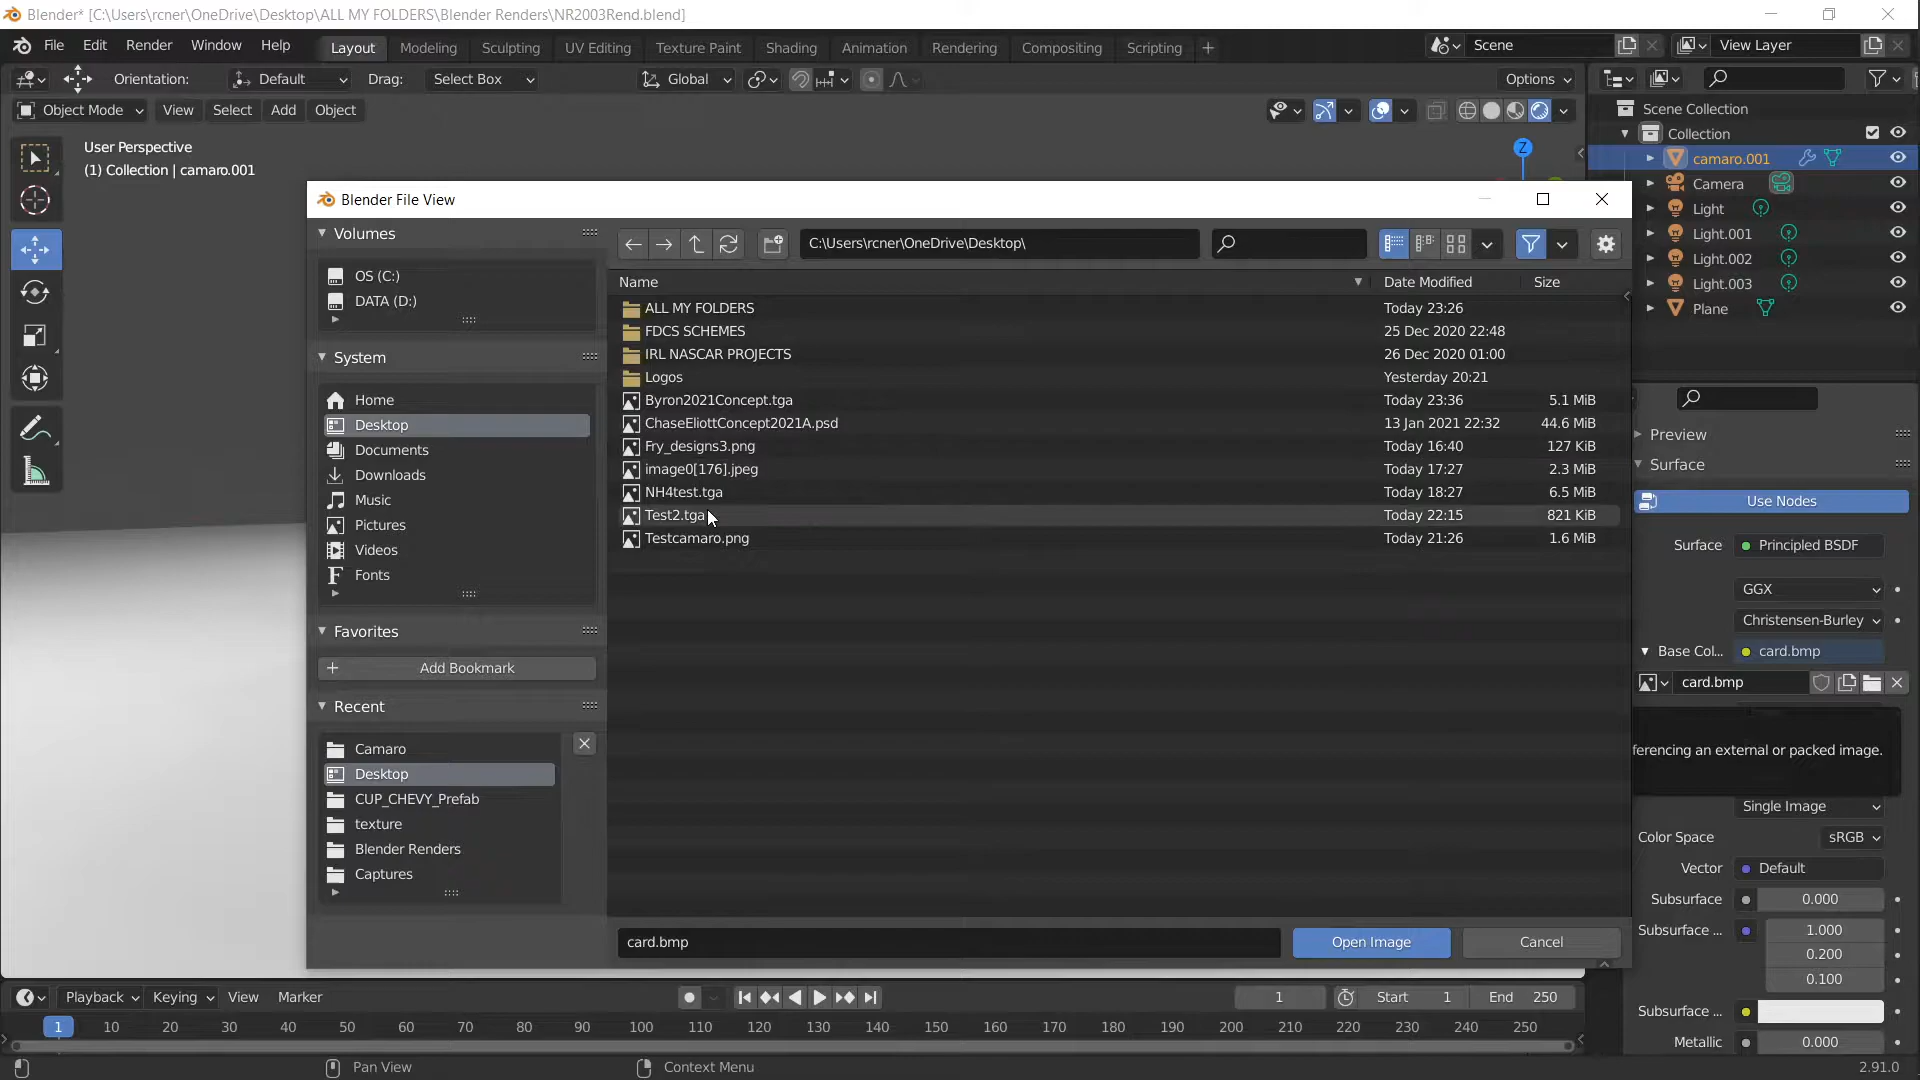 Blender* [C:\Users\rcner\OneDrive\Desktop\ALL MY FOLDERS\Blender Renders\NR2003Rend.blend]
File Edit Render Window Help Layout Modeling Sculpting UV Editing Texture Paint Shading Animation Rendering Compositing Scripting + Scene View Layer
Orientation: Default Drag: Select Box Global Options
Object Mode View Select Add Object
Scene Collection
Collection
camaro.001
Camera
Light
Light.001
Light.002
Light.003
Plane
User Perspective
(1) Collection | camaro.001
Z
Blender File View
Volumes
OS (C:)
DATA (D:)
System
Home
Desktop
Documents
Downloads
Music
Pictures
Videos
Fonts
Favorites
Add Bookmark
Recent
Camaro
Desktop
CUP_CHEVY_Prefab
texture
Blender Renders
Captures
C:\Users\rcner\OneDrive\Desktop\
Name Date Modified Size
ALL MY FOLDERS Today 23:26
FDCS SCHEMES 25 Dec 2020 22:48
IRL NASCAR PROJECTS 26 Dec 2020 01:00
Logos Yesterday 20:21
Byron2021Concept.tga Today 23:36 5.1 MiB
ChaseEliottConcept2021A.psd 13 Jan 2021 22:32 44.6 MiB
Fry_designs3.png Today 16:40 127 KiB
image0[176].jpeg Today 17:27 2.3 MiB
NH4test.tga Today 18:27 6.5 MiB
Test2.tga Today 22:15 821 KiB
Testcamaro.png Today 21:26 1.6 MiB
card.bmp Open Image Cancel
Preview
Surface
Use Nodes
Surface Principled BSDF
GGX
Christensen-Burley
Base Col... card.bmp
card.bmp
ferencing an external or packed image.
Single Image
Color Space sRGB
Vector Default
Subsurface 0.000
Subsurface ... 1.000
0.200
0.100
Subsurface ...
Metallic 0.000
Playback Keying View Marker 1 Start 1 End 250
1 10 20 30 40 50 60 70 80 90 100 110 120 130 140 150 160 170 180 190 200 210 220 230 240 250
Pan View Context Menu 2.91.0